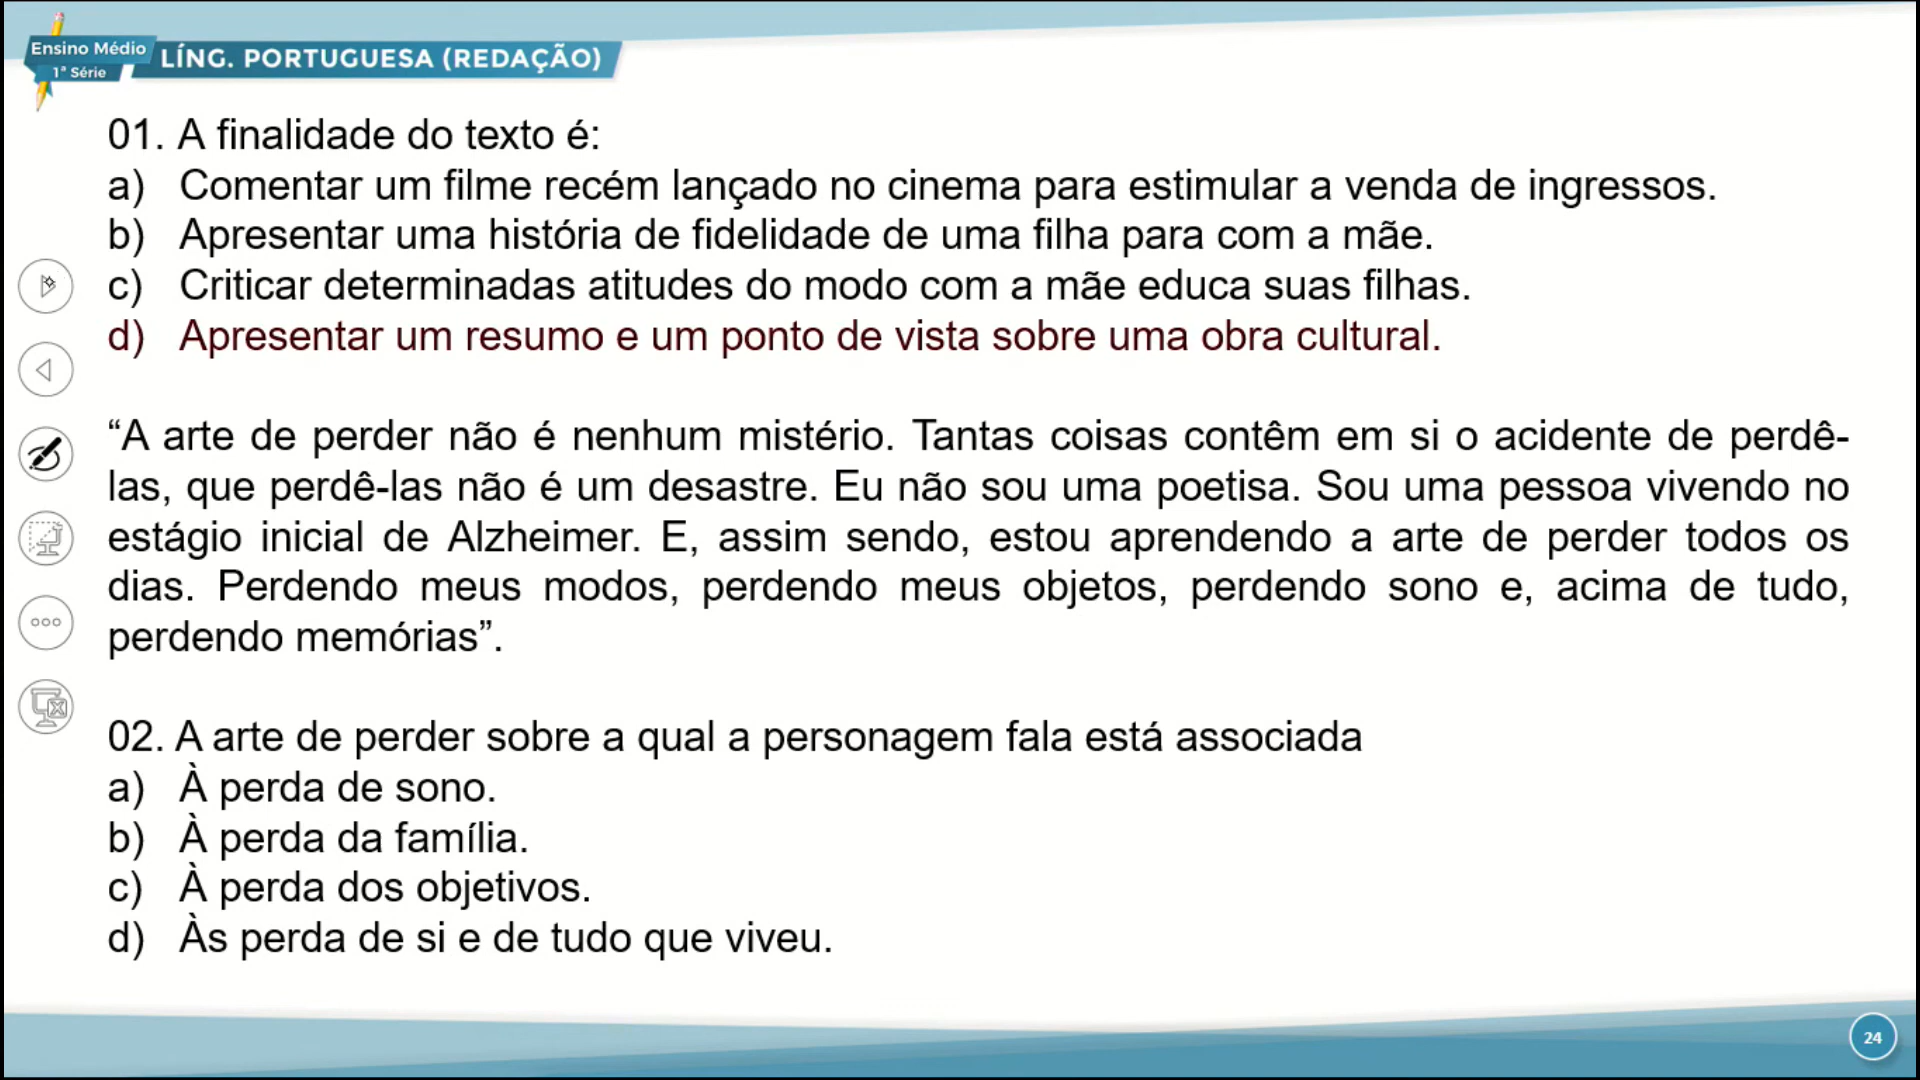 Ensino Médio
1ª Série
LÍNG. PORTUGUESA (REDAÇÃO)
01. A finalidade do texto é:
a) Comentar um filme recém lançado no cinema para estimular a venda de ingressos.
b) Apresentar uma história de fidelidade de uma filha para com a mãe.
c) Criticar determinadas atitudes do modo com a mãe educa suas filhas.
d) Apresentar um resumo e um ponto de vista sobre uma obra cultural.
“A arte de perder não é nenhum mistério. Tantas coisas contêm em si o acidente de perdê-
las, que perdê-las não é um desastre. Eu não sou uma poetisa. Sou uma pessoa vivendo no
estágio inicial de Alzheimer. E, assim sendo, estou aprendendo a arte de perder todos os
dias. Perdendo meus modos, perdendo meus objetos, perdendo sono e, acima de tudo,
perdendo memórias”.
02. A arte de perder sobre a qual a personagem fala está associada
a) À perda de sono.
b) À perda da família.
c) À perda dos objetivos.
d) Às perda de si e de tudo que viveu.
24